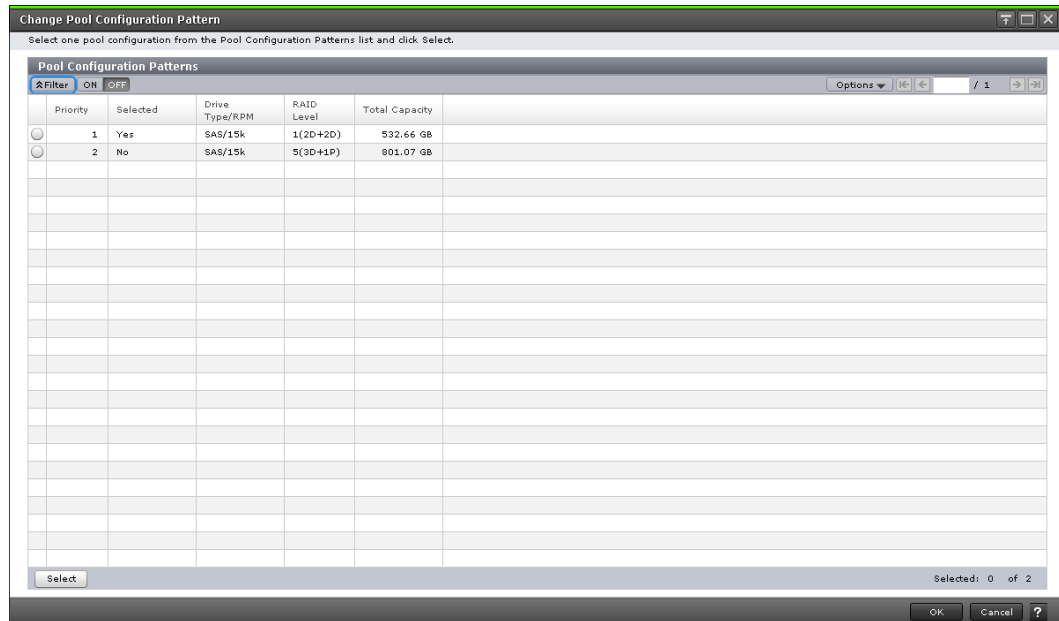 Change Pool Configuration Pattern
Select one pool configuration from the Pool Configuration Patterns list and click Select.
Pool Configuration Patterns
Filter ON OFF Options / 1
Priority Selected Drive Type/RPM RAID Level Total Capacity
1 Yes SAS/15k 1(2D+2D) 532.66 GB
2 No SAS/15k 5(3D+1P) 801.07 GB
Select Selected: 0 of 2
OK Cancel ?